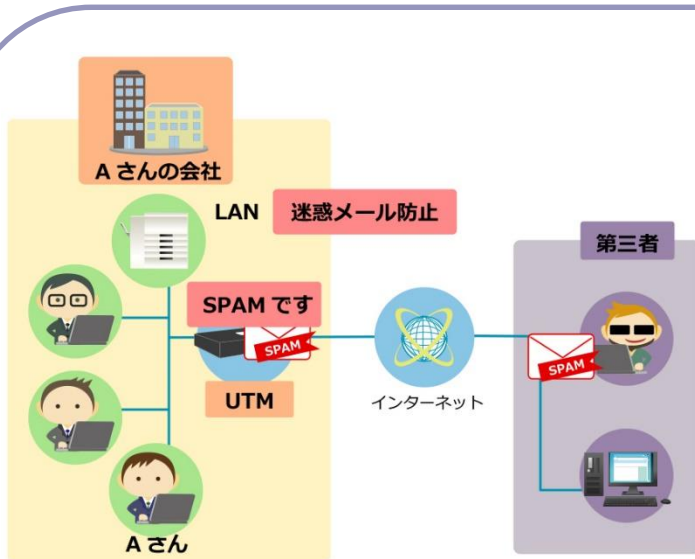 A さんの会社
LAN
迷惑メール防止
第三者
SPAM です
SPAM
SPAM
UTM
インターネット
A さん